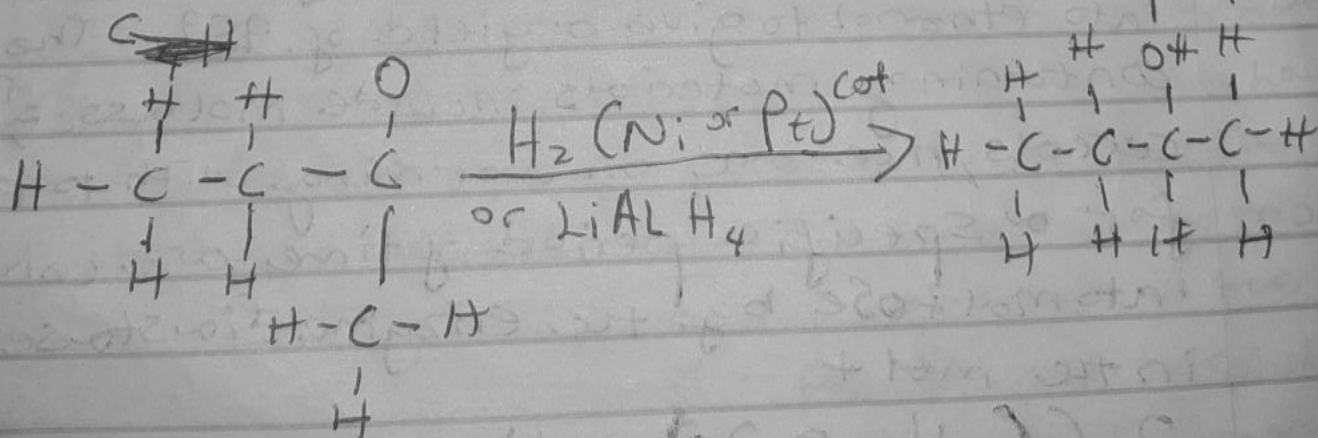 H H O
H - C - C - C
H H
H - C - H
H
H₂ (Ni or Pt) cat
or LiAL H₄
H H OH H
H - C - C - C - C - H
H H H H